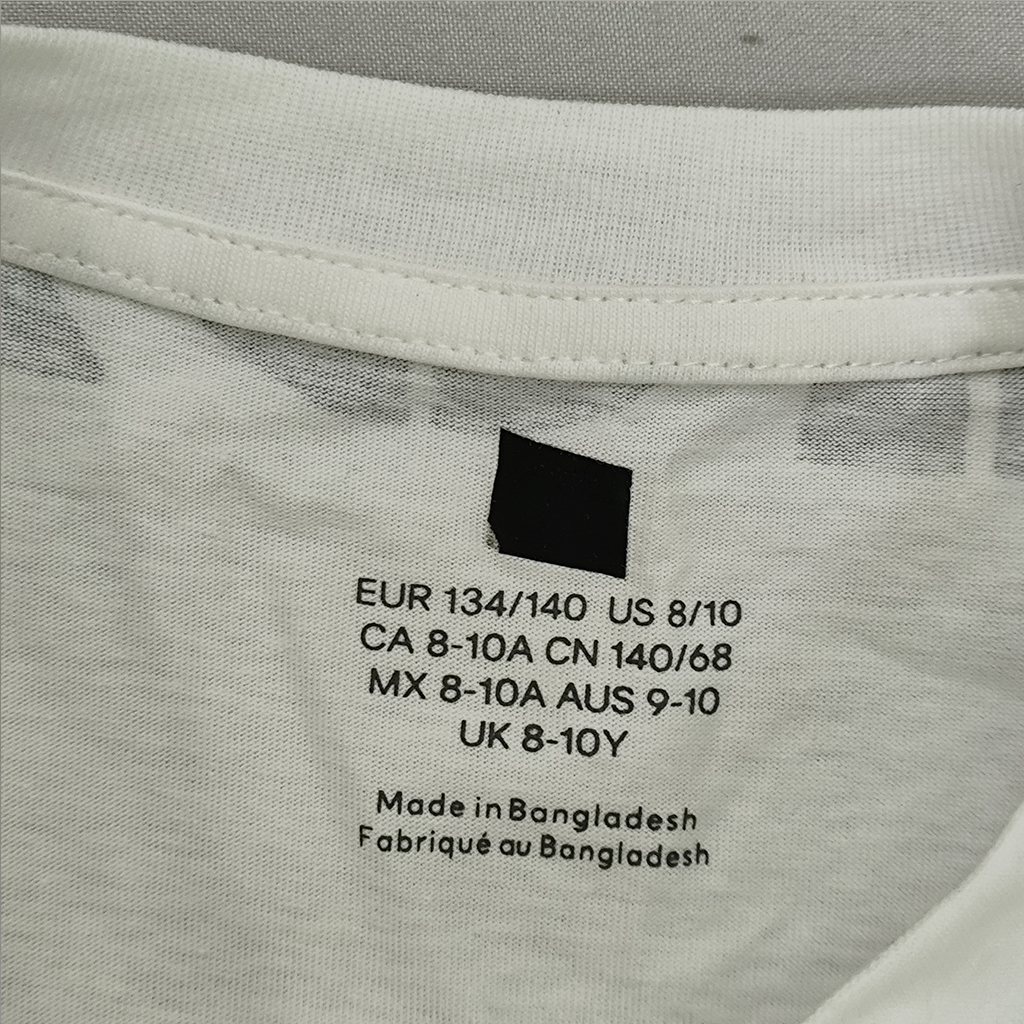 EUR 134/140 US 8/10
CA 8-10A CN 140/68
MX 8-10A AUS 9-10
UK 8-10Y
Made in Bangladesh
Fabriqué au Bangladesh